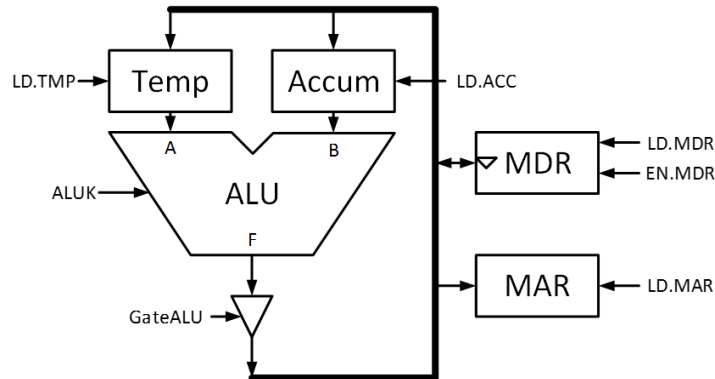 LD.TMP
Temp
Accum
LD.ACC
A
B
LD.MDR
MDR
EN.MDR
ALUK
ALU
F
MAR
LD.MAR
GateALU